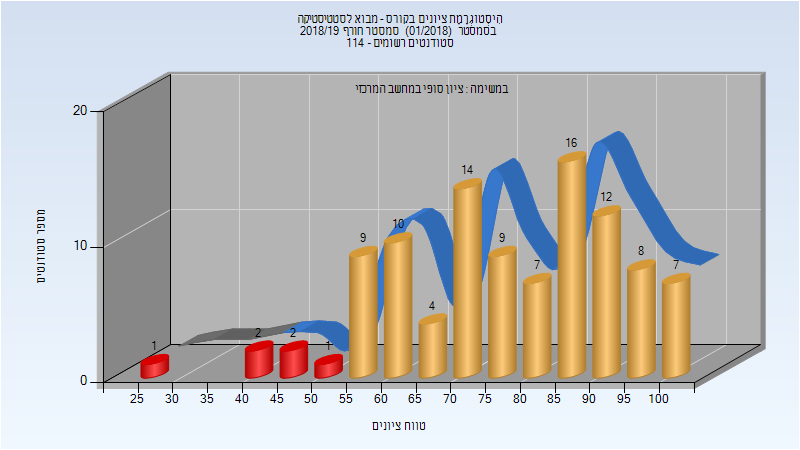 היסטוגרמת ציונים בקורס - מבוא לסטטיסטיקה
בסמסטר (01/2018) סמסטר חורף 2018/19
סטודנטים רשומים - 114
במשימה : ציון סופי במחשב המרכזי
20
10
0
מספר סטודנטים
1
2
2
1
9
10
4
14
9
7
16
12
8
7
25 30 35 40 45 50 55 60 65 70 75 80 85 90 95 100
טווח ציונים